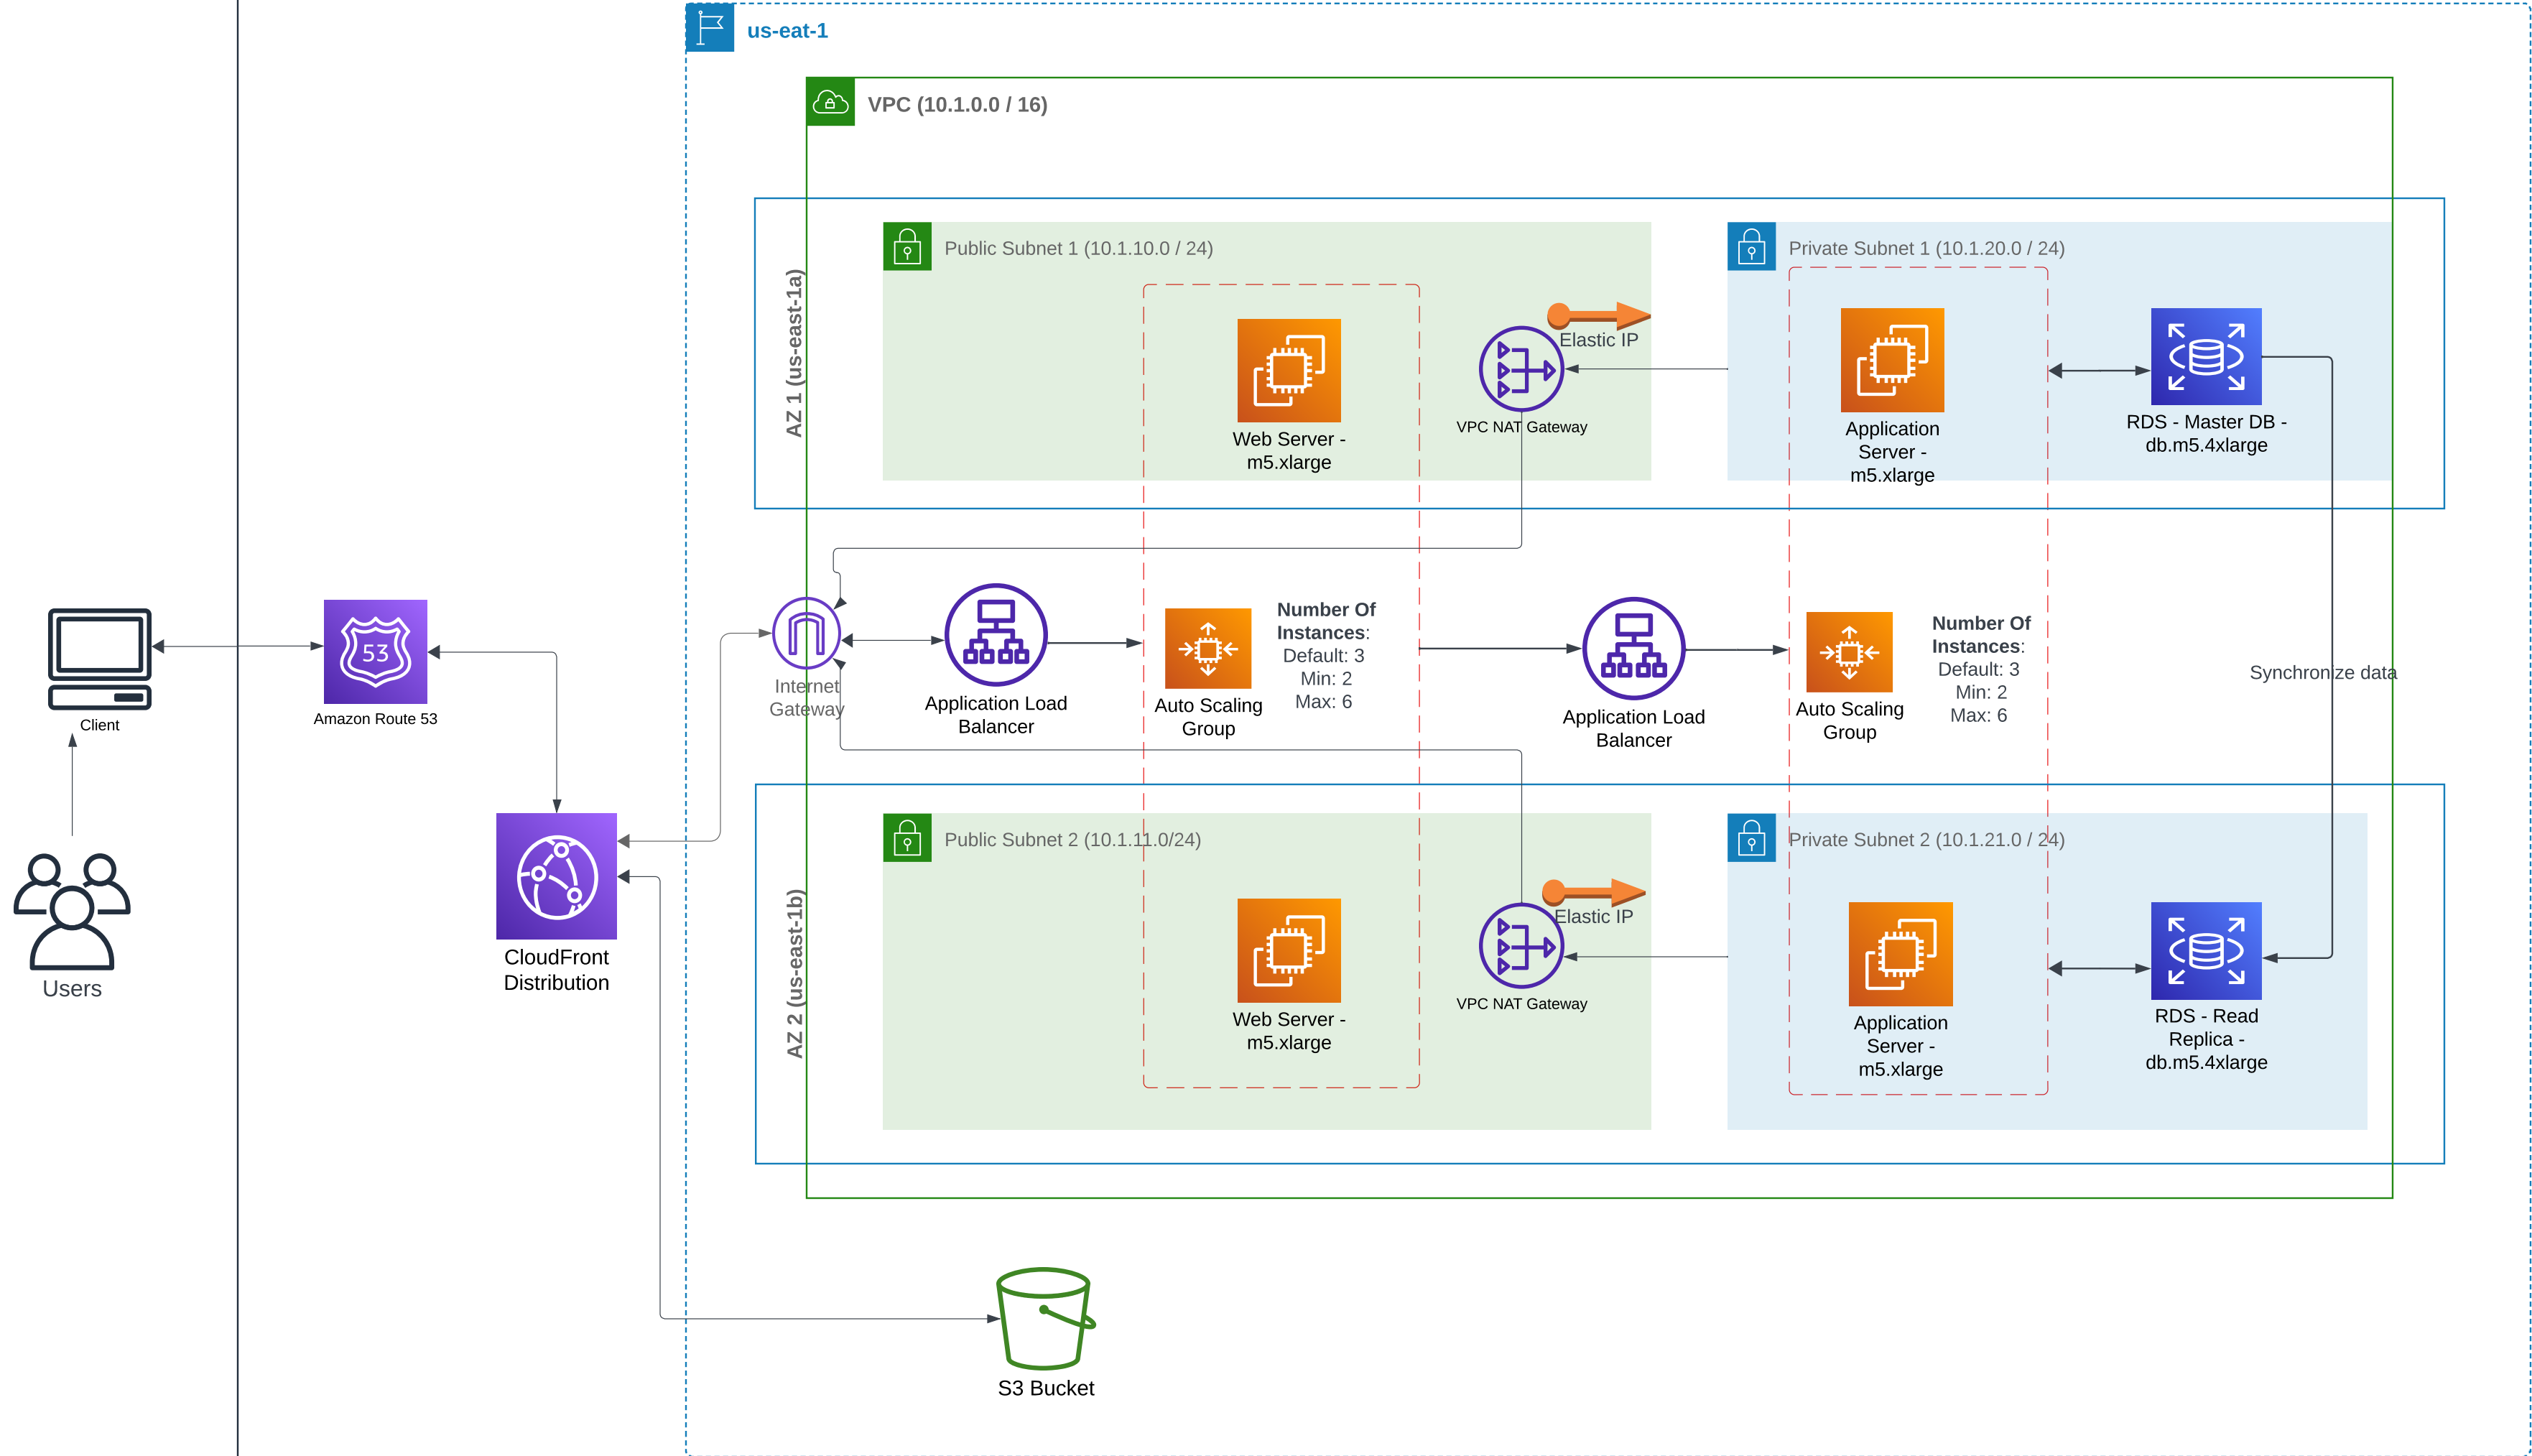 us-eat-1
VPC (10.1.0.0 / 16)
AZ 1 (us-east-1a)
Public Subnet 1 (10.1.10.0 / 24)
Private Subnet 1 (10.1.20.0 / 24)
Elastic IP
Web Server -
m5.xlarge
VPC NAT Gateway
Application
Server -
m5.xlarge
RDS - Master DB -
db.m5.4xlarge
Client
53
Amazon Route 53
Internet
Gateway
Application Load
Balancer
Auto Scaling
Group
Number Of
Instances:
Default: 3
Min: 2
Max: 6
Application Load
Balancer
Auto Scaling
Group
Number Of
Instances:
Default: 3
Min: 2
Max: 6
Synchronize data
Users
CloudFront
Distribution
AZ 2 (us-east-1b)
Public Subnet 2 (10.1.11.0/24)
Private Subnet 2 (10.1.21.0 / 24)
Elastic IP
Web Server -
m5.xlarge
VPC NAT Gateway
Application
Server -
m5.xlarge
RDS - Read
Replica -
db.m5.4xlarge
S3 Bucket